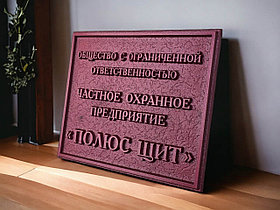 ОБЩЕСТВО С ОГРАНИЧЕННОЙ
ОТВЕТСТВЕННОСТЬЮ
ЧАСТНОЕ ОХРАННОЕ
ПРЕДПРИЯТИЕ
«ПОЛЮС ЩИТ»